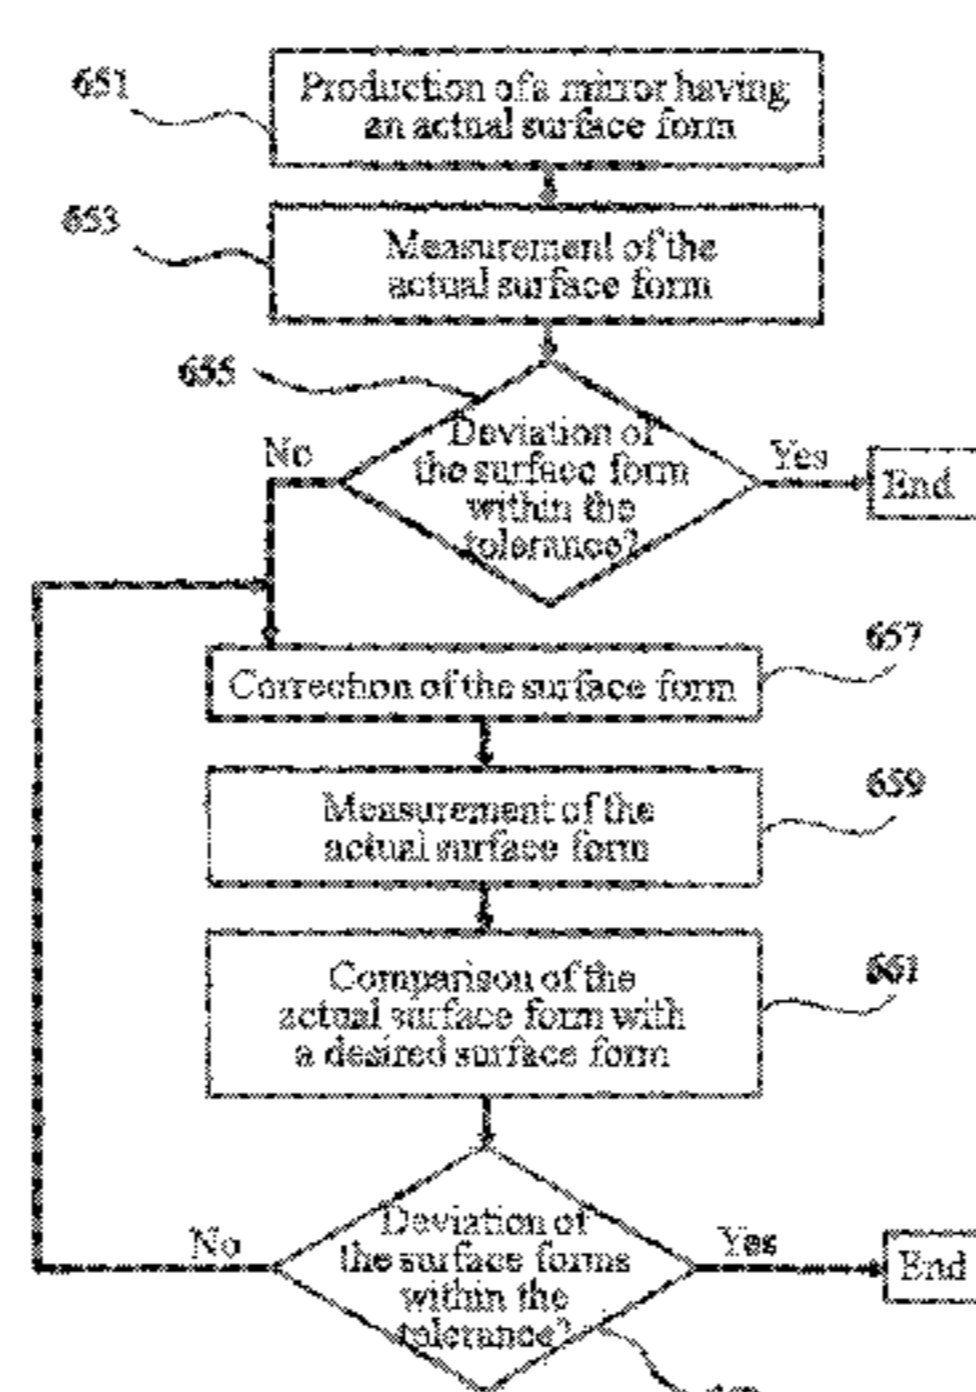 651
Production of a mirror having
an actual surface form
653
Measurement of the
actual surface form
655
Deviation of
the surface form
within the
tolerance?
No
Yes
End
657
Correction of the surface form
659
Measurement of the
actual surface form
661
Comparison of the
actual surface form with
a desired surface form
Deviation of
the surface forms
within the
tolerance?
No
Yes
End